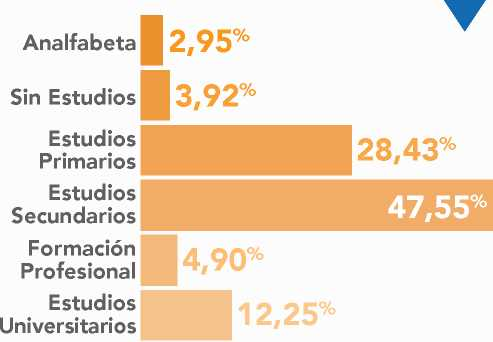 Analfabeta 2,95%
Sin Estudios 3,92%
Estudios
Primarios 28,43%
Estudios
Secundarios 47,55%
Formación
Profesional 4,90%
Estudios
Universitarios 12,25%